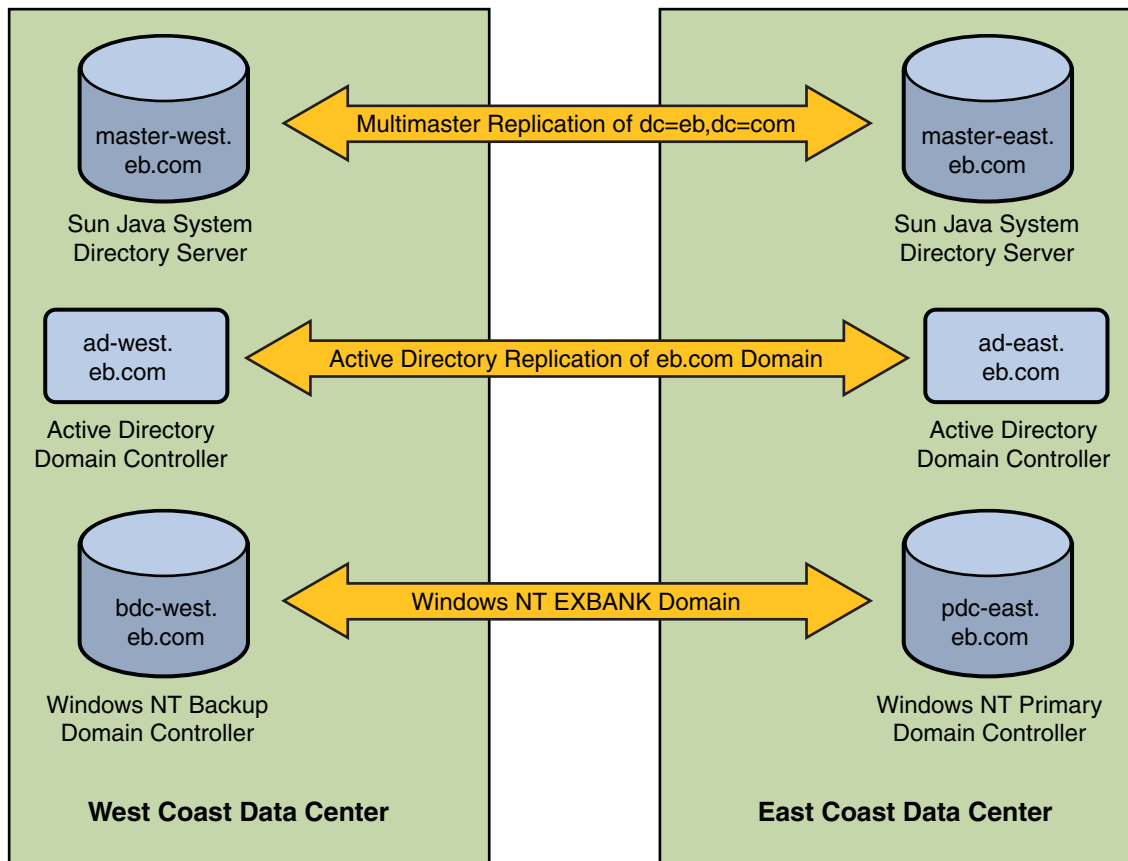 master-west.
eb.com
Multimaster Replication of dc=eb,dc=com
master-east.
eb.com
Sun Java System
Directory Server
Sun Java System
Directory Server
ad-west.
eb.com
Active Directory Replication of eb.com Domain
ad-east.
eb.com
Active Directory
Domain Controller
Active Directory
Domain Controller
bdc-west.
eb.com
Windows NT EXBANK Domain
pdc-east.
eb.com
Windows NT Backup
Domain Controller
Windows NT Primary
Domain Controller
West Coast Data Center
East Coast Data Center